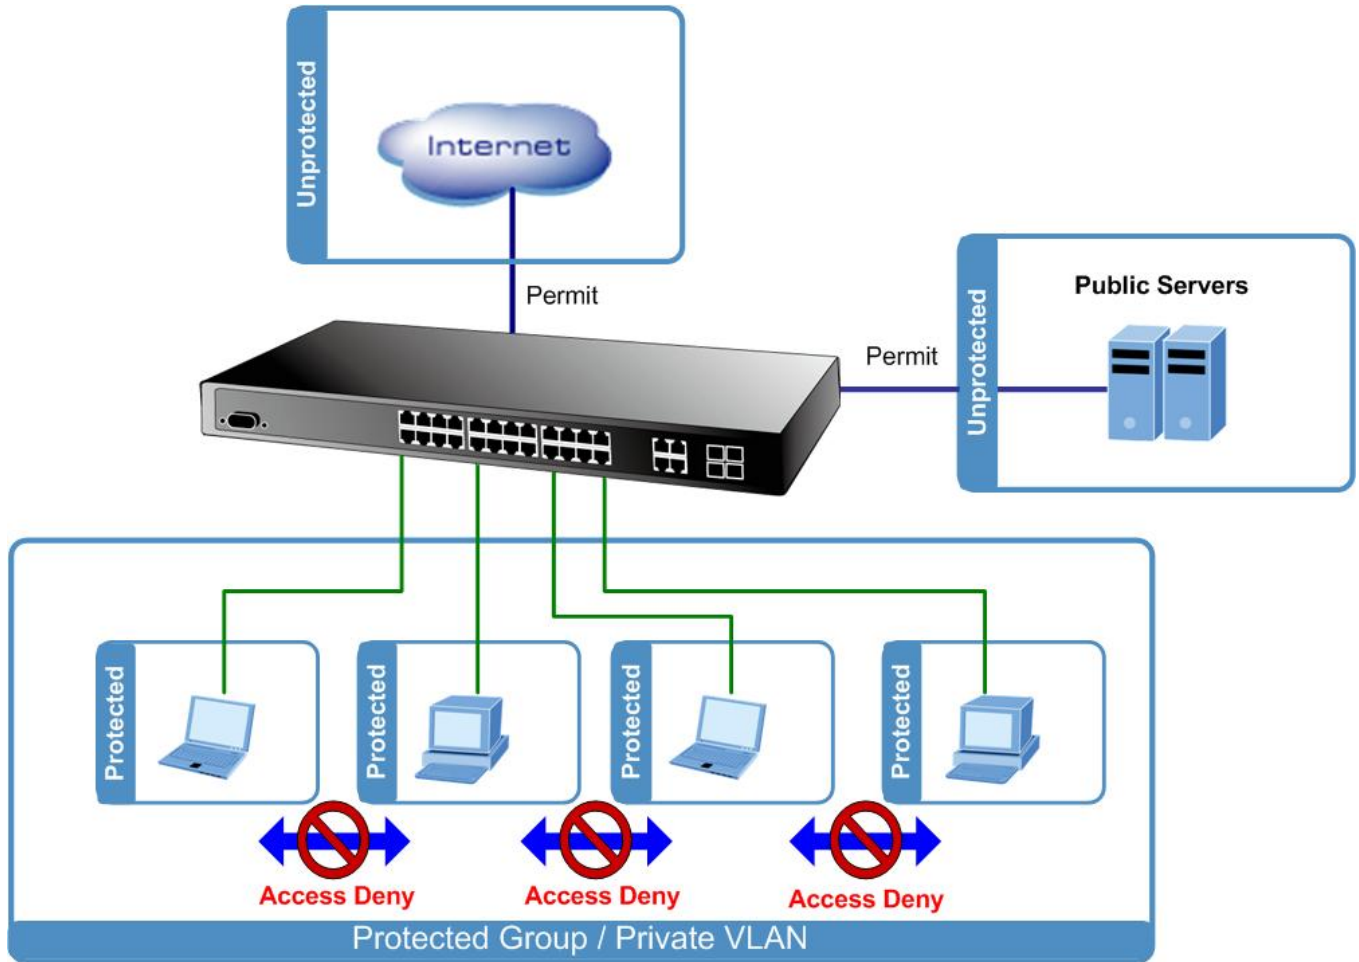 Unprotected
Internet
Permit
Permit
Unprotected
Public Servers
Protected
Protected
Protected
Protected
Access Deny
Access Deny
Access Deny
Protected Group / Private VLAN